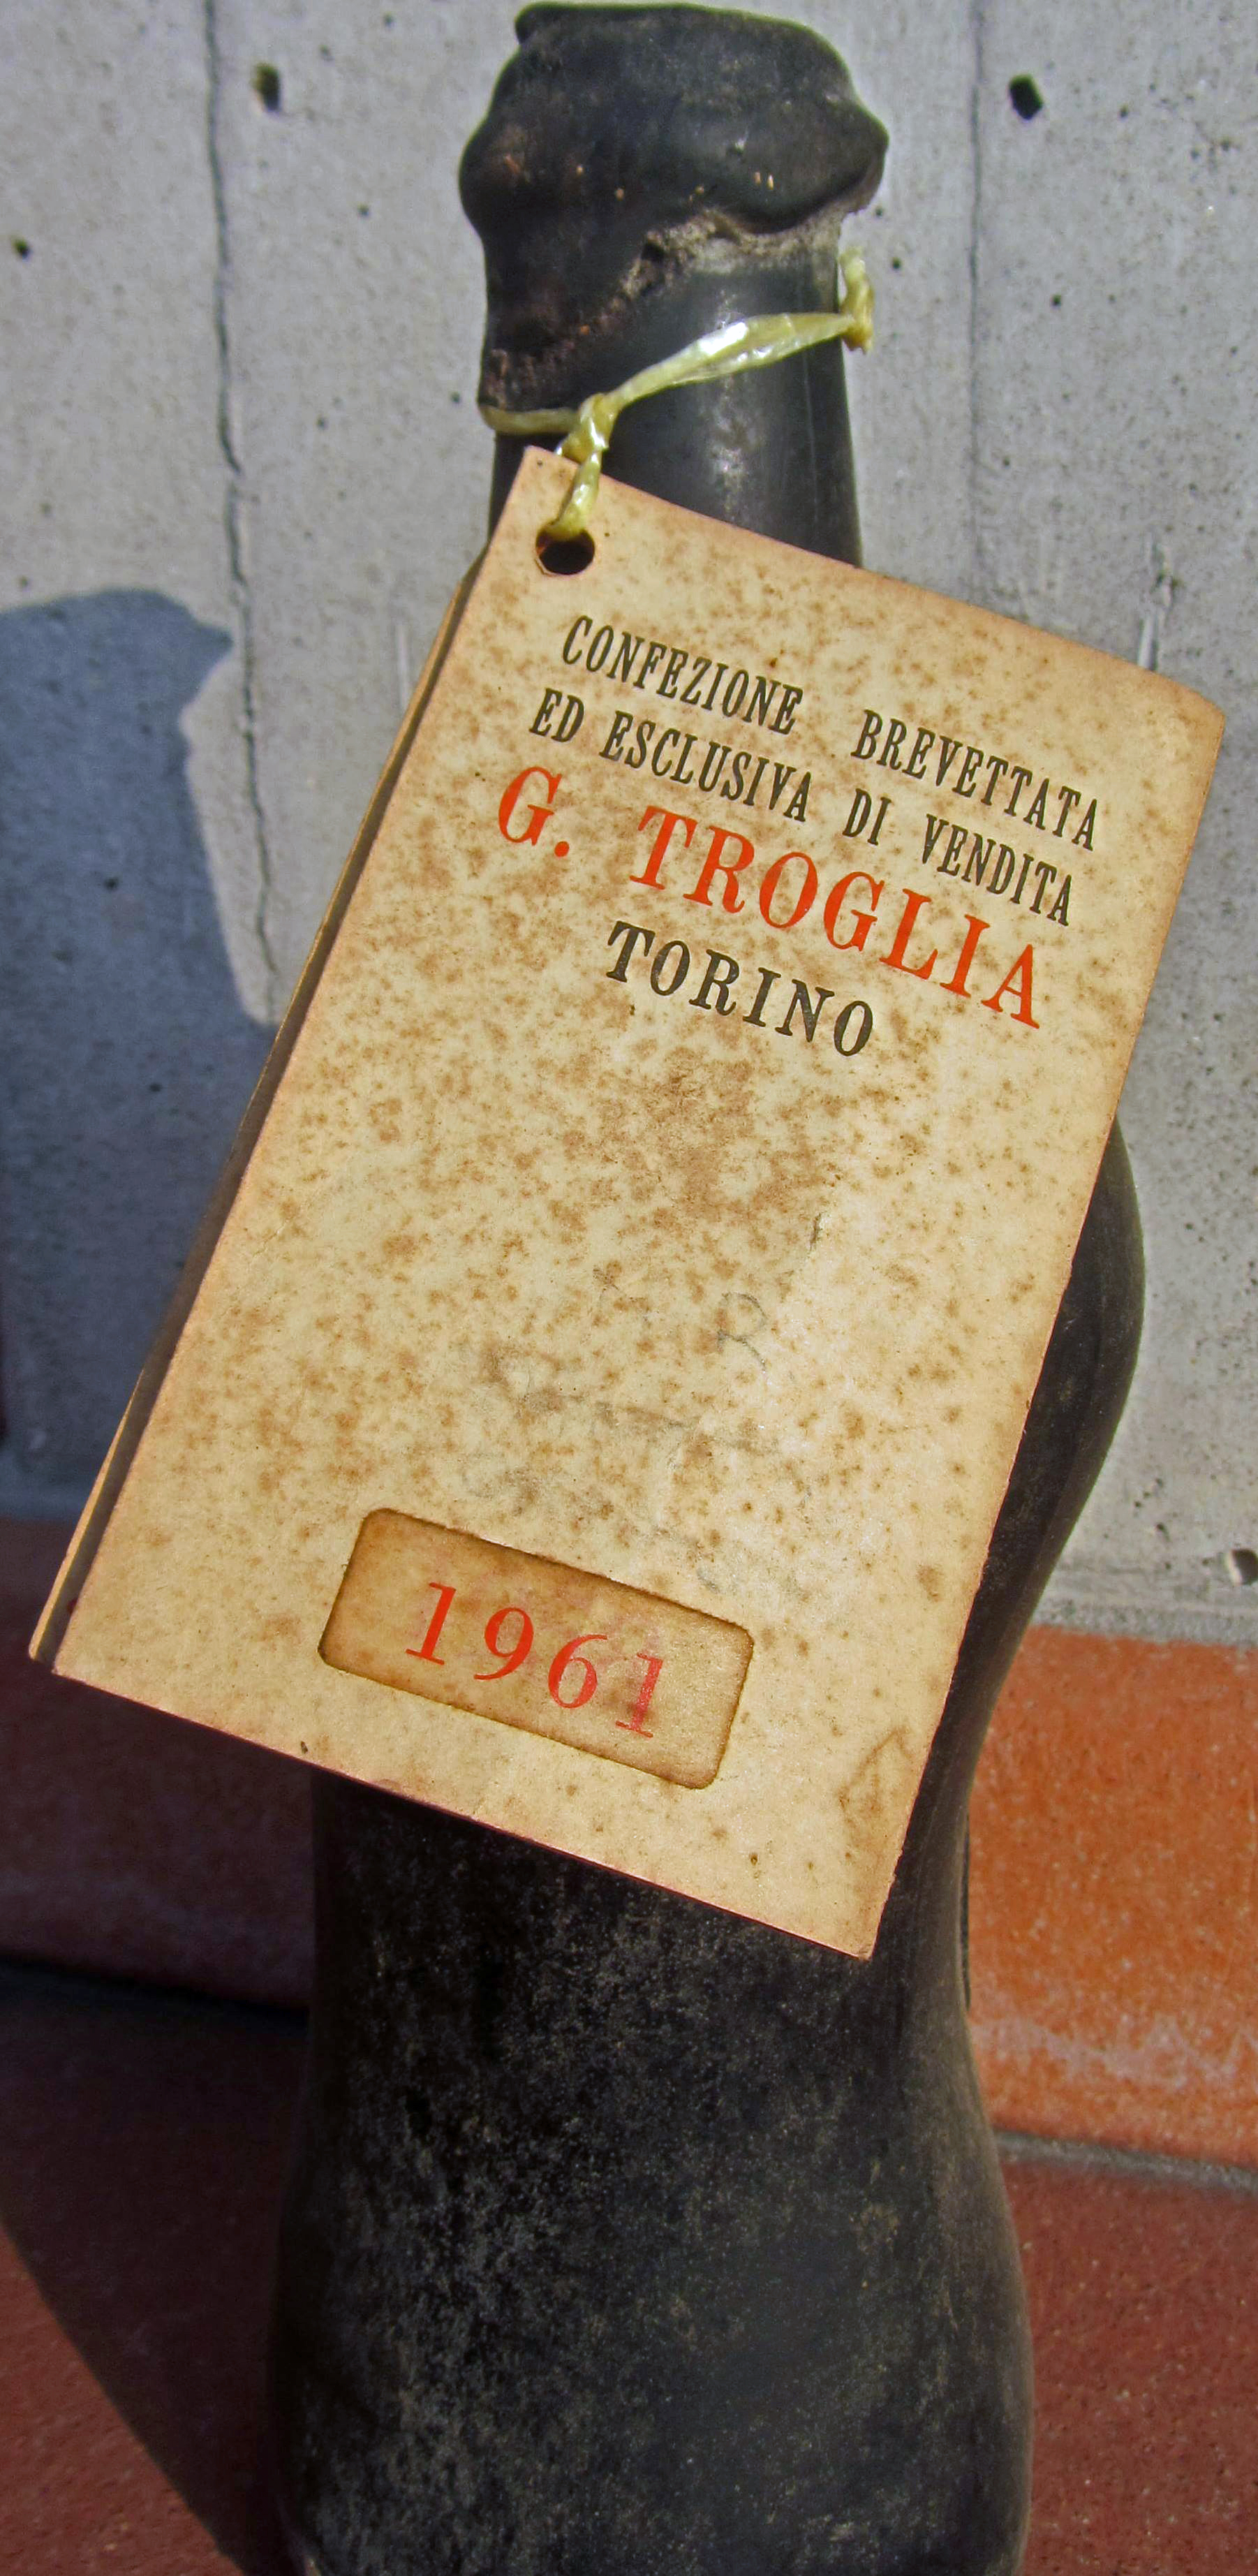 CONFEZIONE BREVETTATA
ED ESCLUSIVA DI VENDITA
G. TROGLIA
TORINO
1961